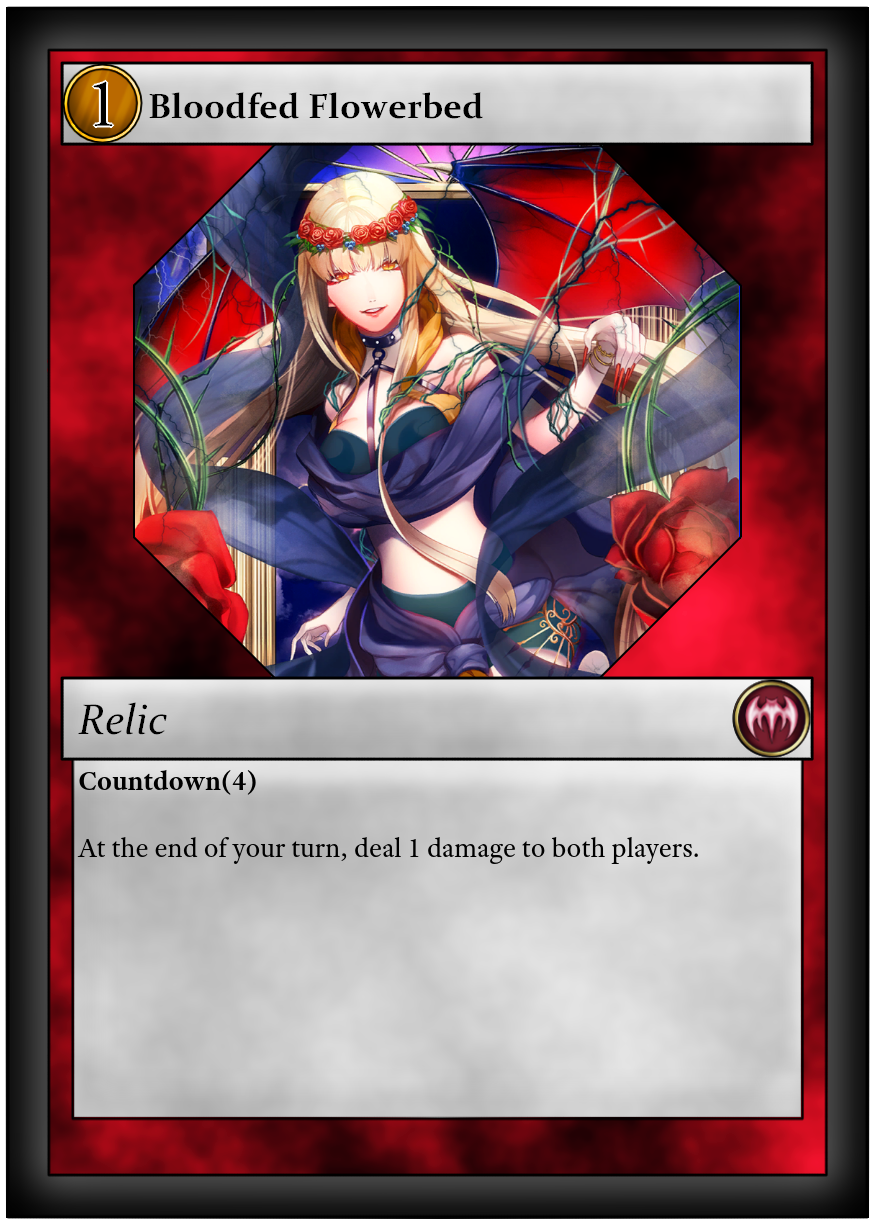 1 Bloodfed Flowerbed
Relic
Countdown(4)
At the end of your turn, deal 1 damage to both players.